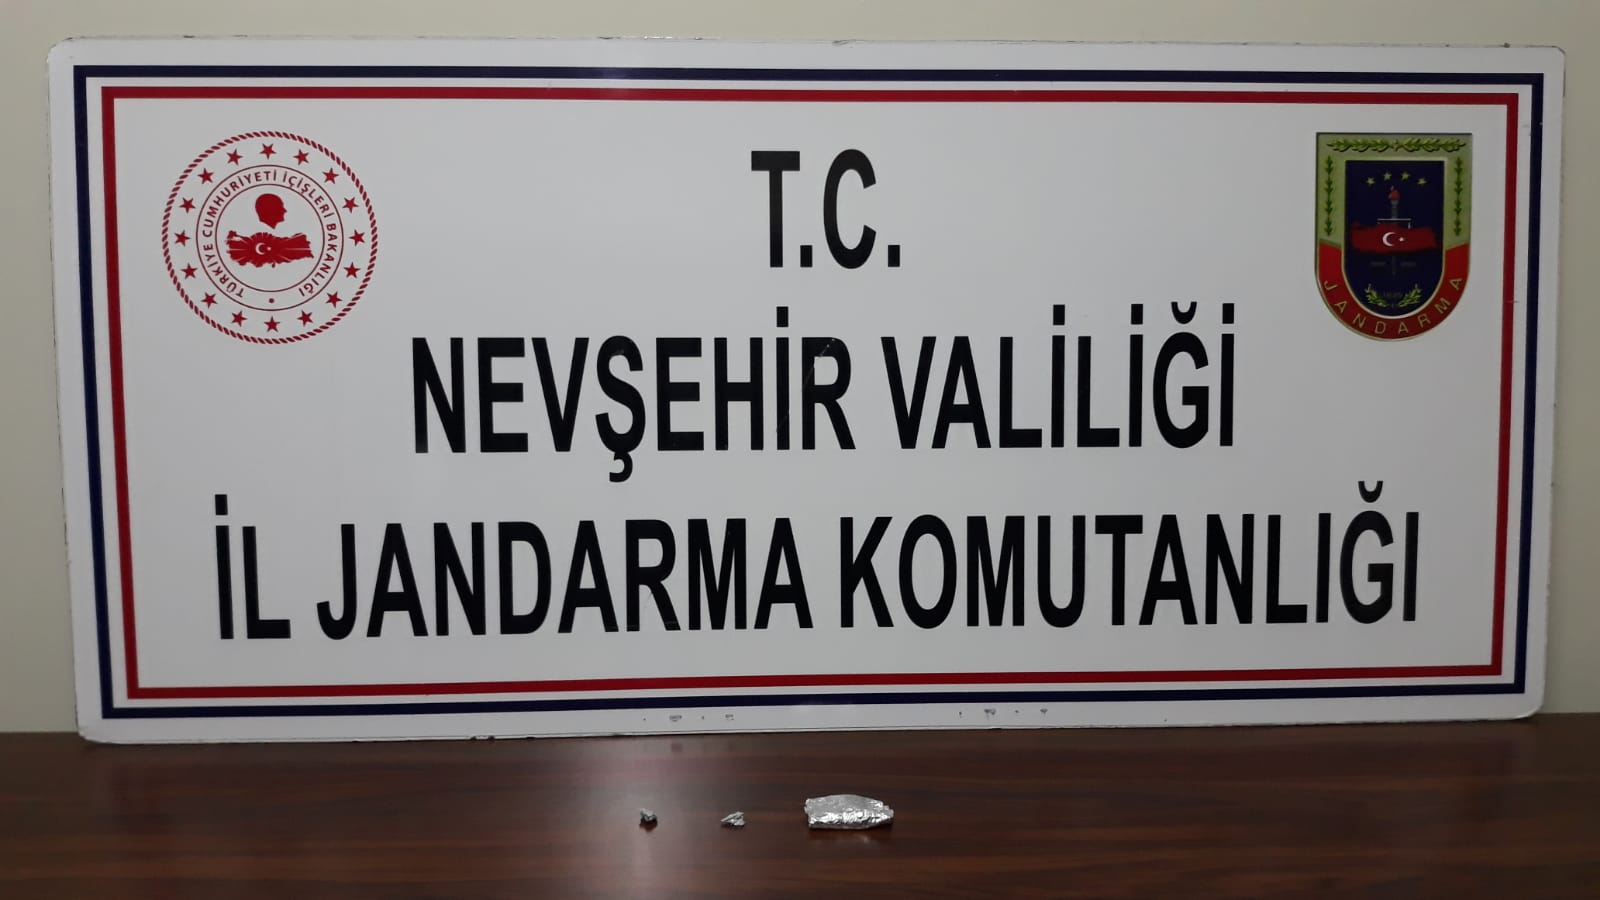 T.C.
NEVŞEHİR VALİLİĞİ
İL JANDARMA KOMUTANLIĞI
TÜRKİYE CUMHURİYETİ İÇİŞLERİ BAKANLIĞI
JANDARMA